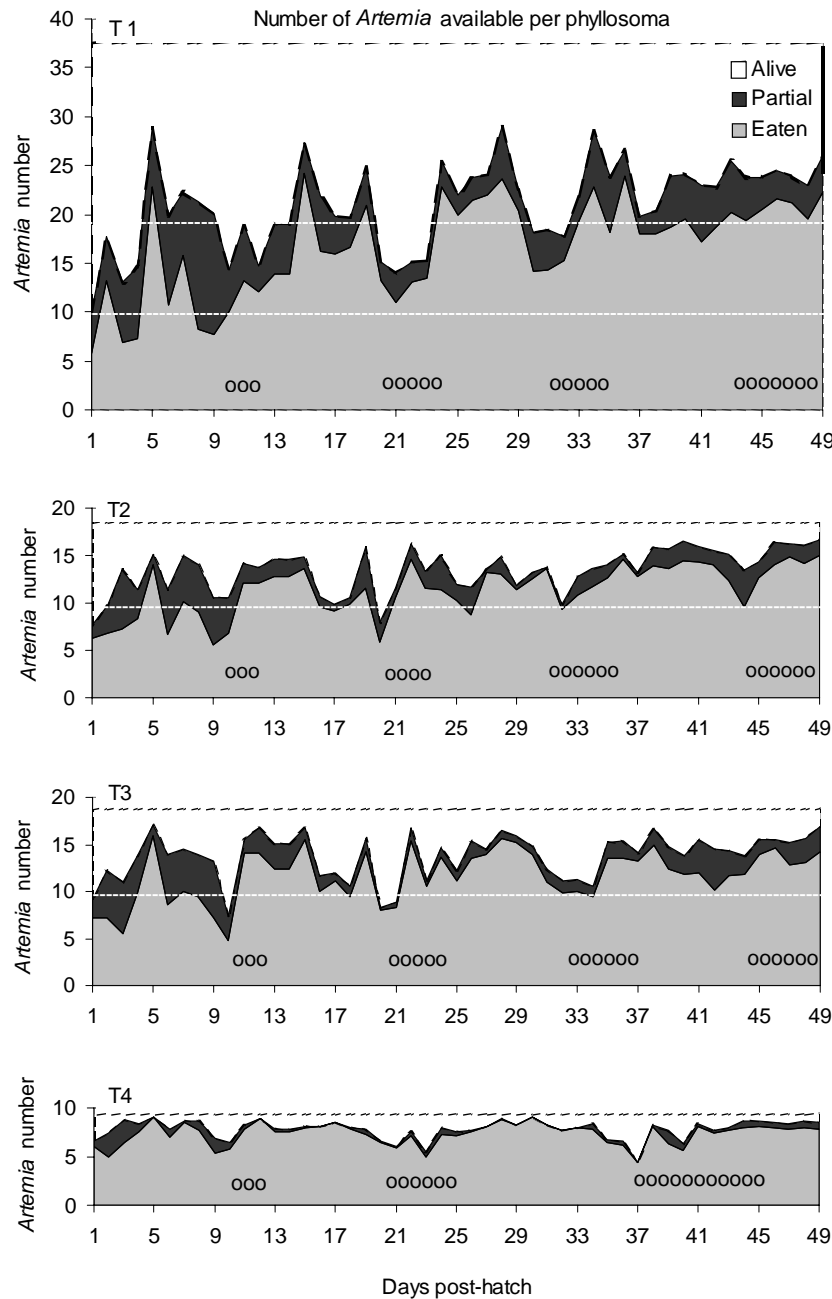 Number of Artemia available per phyllosoma
T 1
Alive
Partial
Eaten
Artemia number
40
35
30
25
20
15
10
5
0
ooo ooooo ooooo ooooooo
1 5 9 13 17 21 25 29 33 37 41 45 49
T2
Artemia number
20
15
10
5
0
ooo oooo oooooo oooooo
1 5 9 13 17 21 25 29 33 37 41 45 49
T3
Artemia number
20
15
10
5
0
ooo ooooo oooooo oooooo
1 5 9 13 17 21 25 29 33 37 41 45 49
T4
Artemia number
10
5
0
ooo oooooo ooooooooooo
1 5 9 13 17 21 25 29 33 37 41 45 49
Days post-hatch